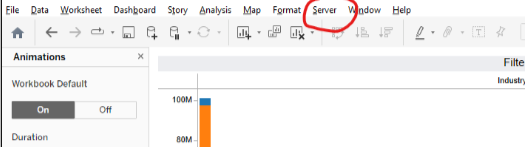 File Data Worksheet Dashboard Story Analysis Map Format Server Window Help
Animations
Filte
Workbook Default
Industry
On Off
100M
Duration
80M